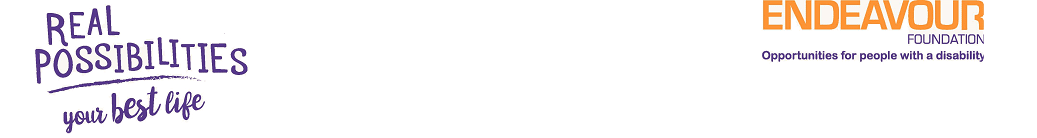 REAL
POSSIBILITIES
your best life
ENDEAVOUR
FOUNDATION
Opportunities for people with a disability